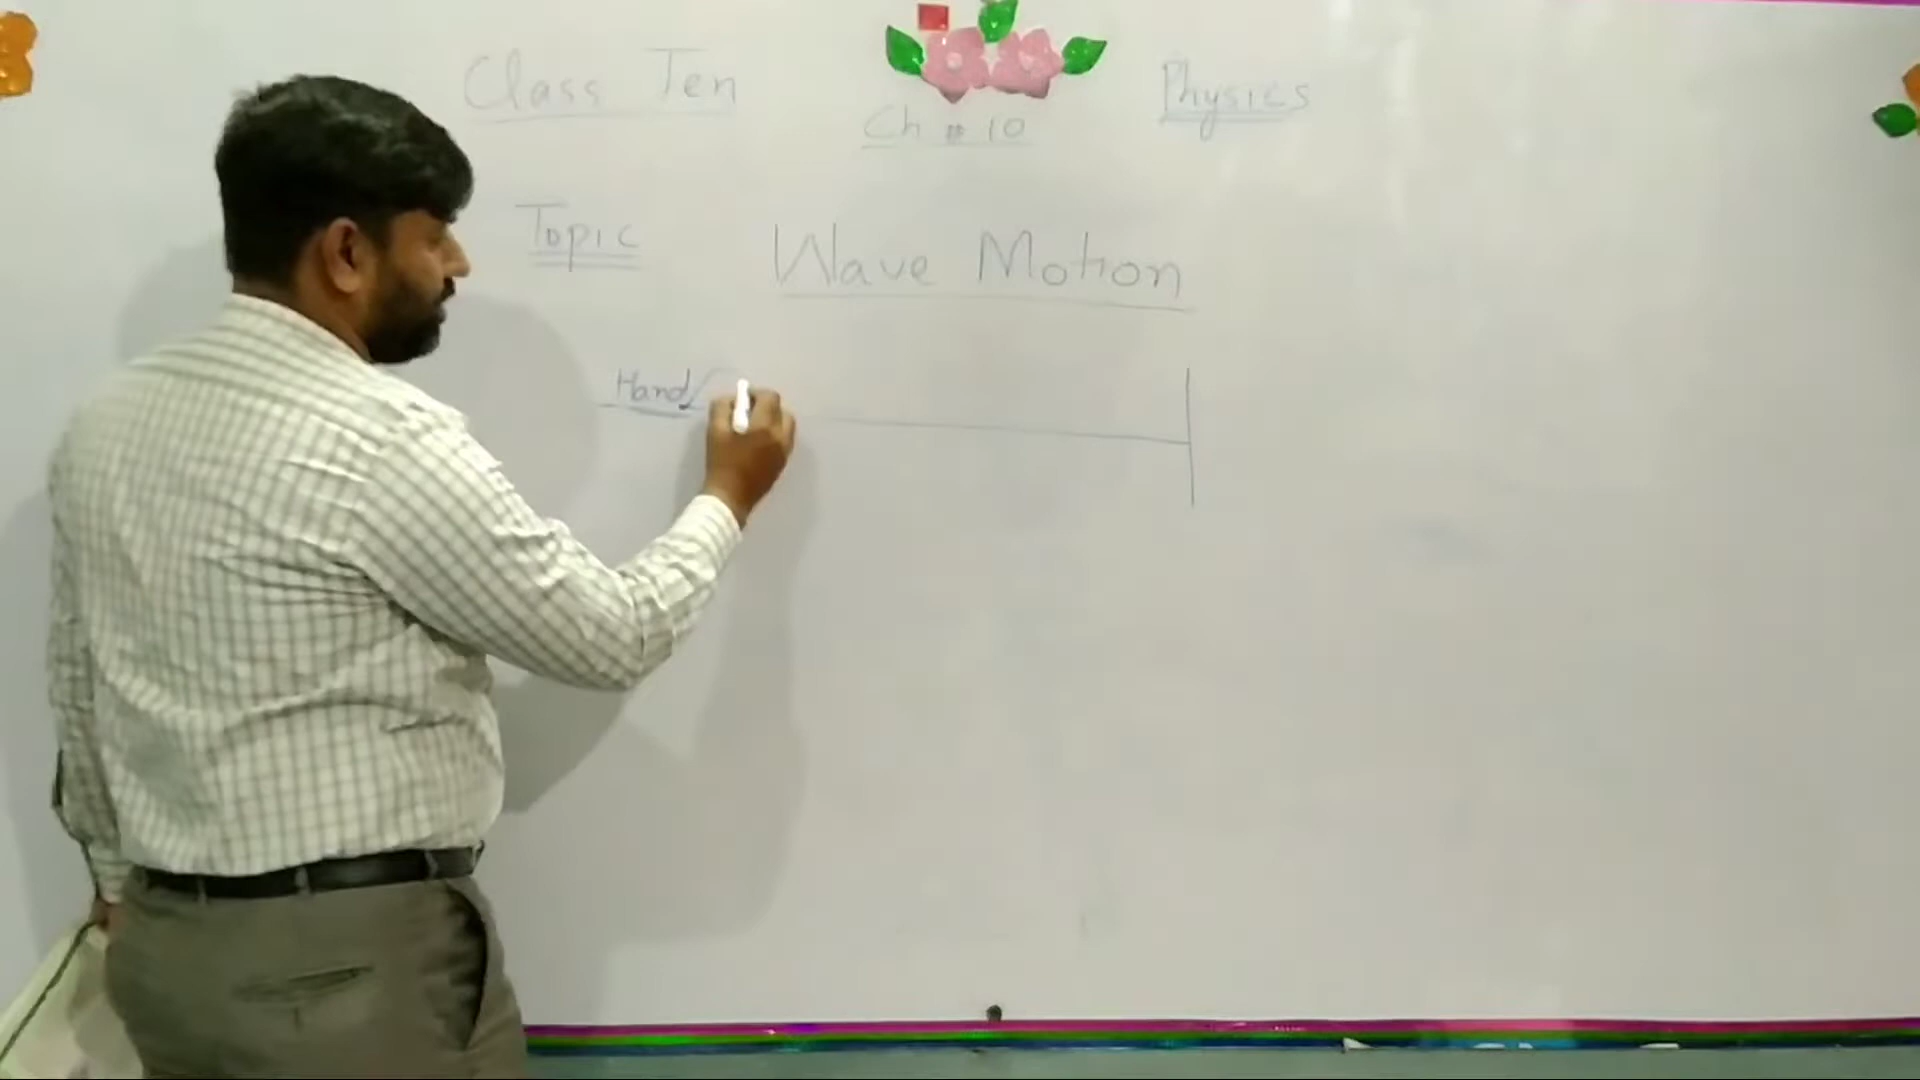 Class Ten
Ch # 10
Physics
Topic
Wave Motion
Hand